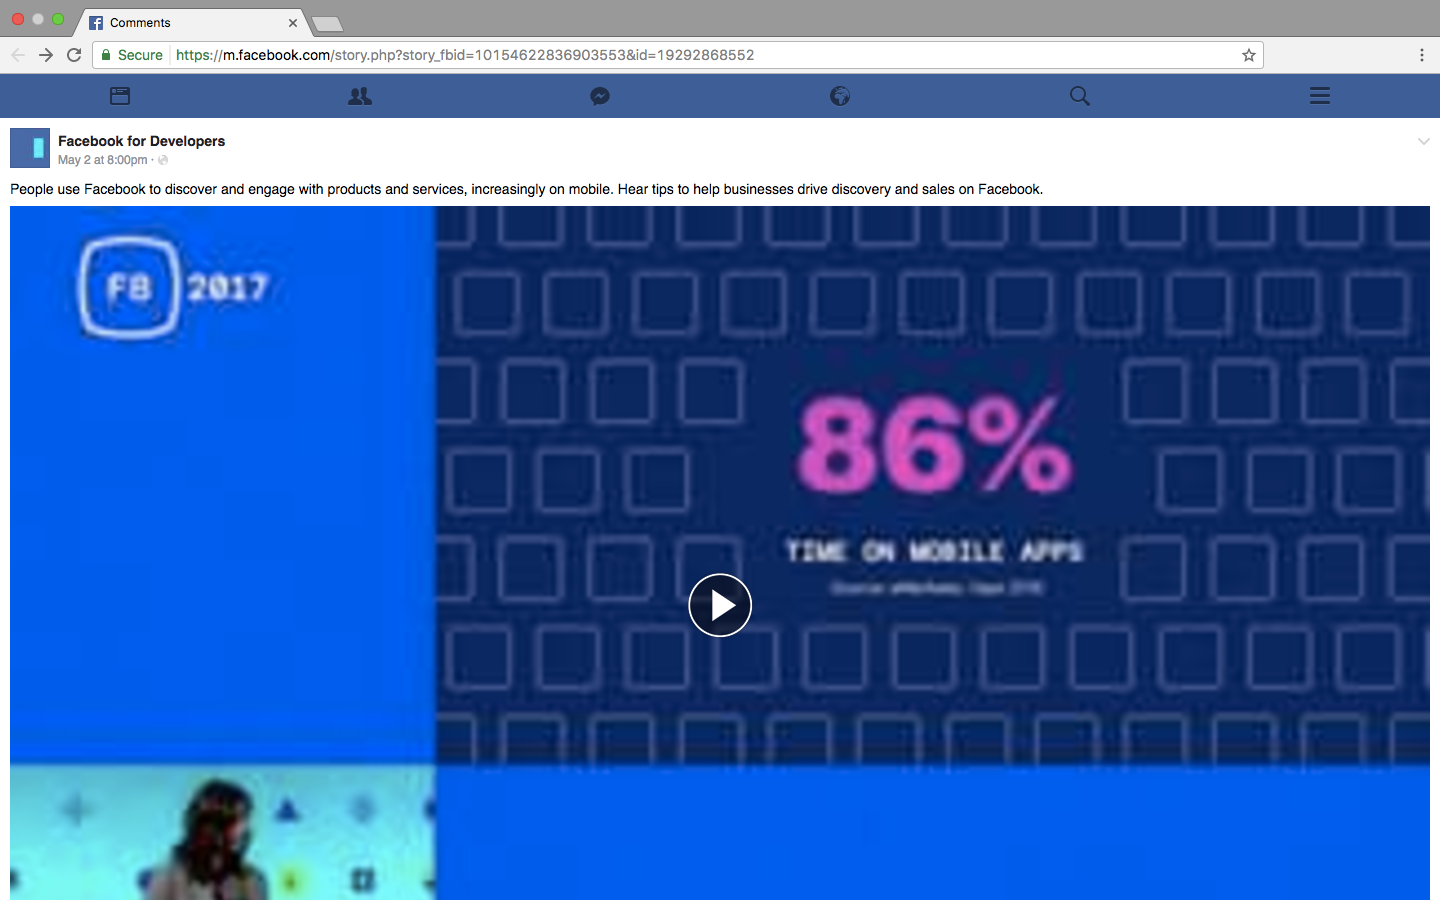 Comments
Secure https://m.facebook.com/story.php?story_fbid=10154622836903553&id=19292868552
Facebook for Developers
May 2 at 8:00pm ·
People use Facebook to discover and engage with products and services, increasingly on mobile. Hear tips to help businesses drive discovery and sales on Facebook.
F8 2017
86%
TIME ON MOBILE APPS